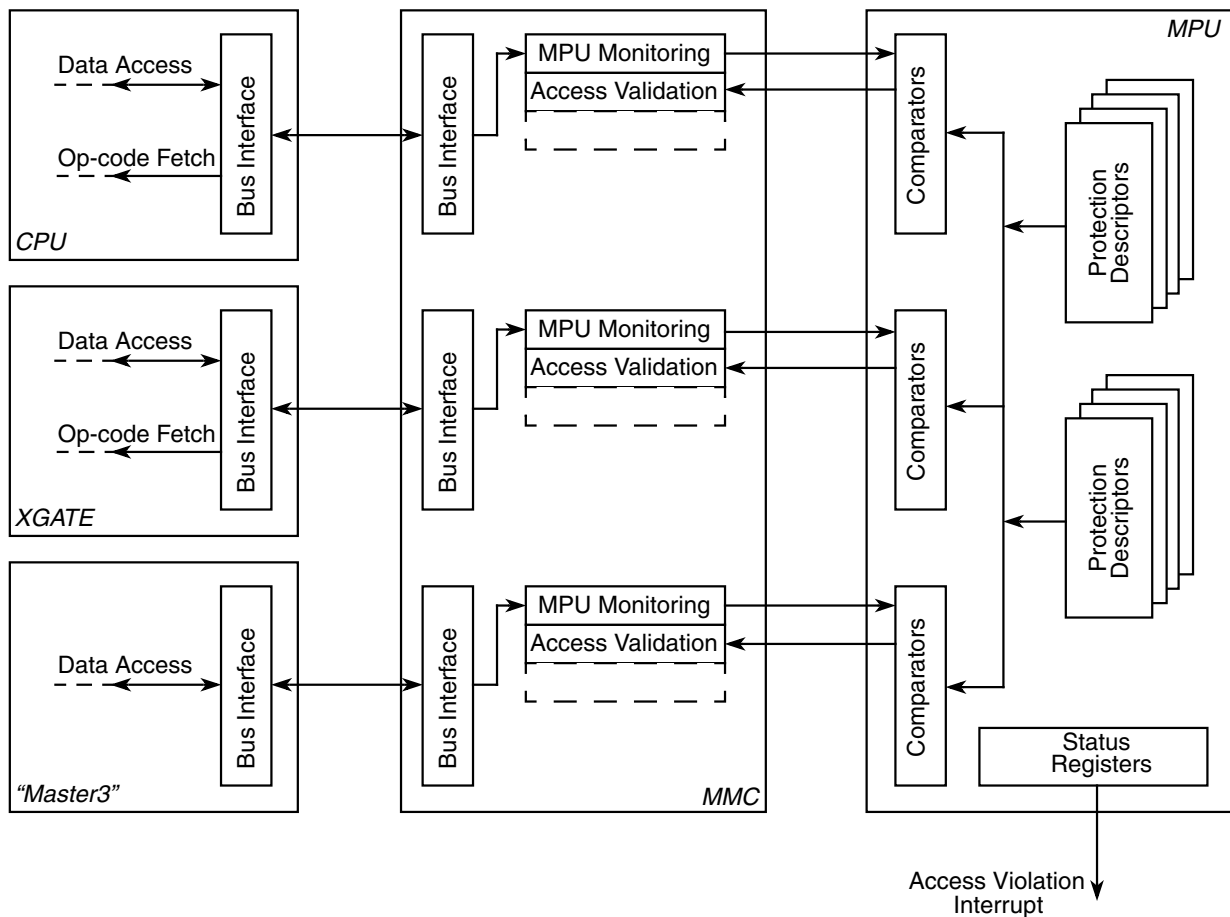 MPU
Data Access
Op-code Fetch
Bus Interface
CPU
Bus Interface
MPU Monitoring
Access Validation
Comparators
Protection
Descriptors
Data Access
Op-code Fetch
Bus Interface
XGATE
Bus Interface
MPU Monitoring
Access Validation
Comparators
Protection
Descriptors
Data Access
Bus Interface
“Master3”
Bus Interface
MPU Monitoring
Access Validation
MMC
Comparators
Status
Registers
Access Violation
Interrupt